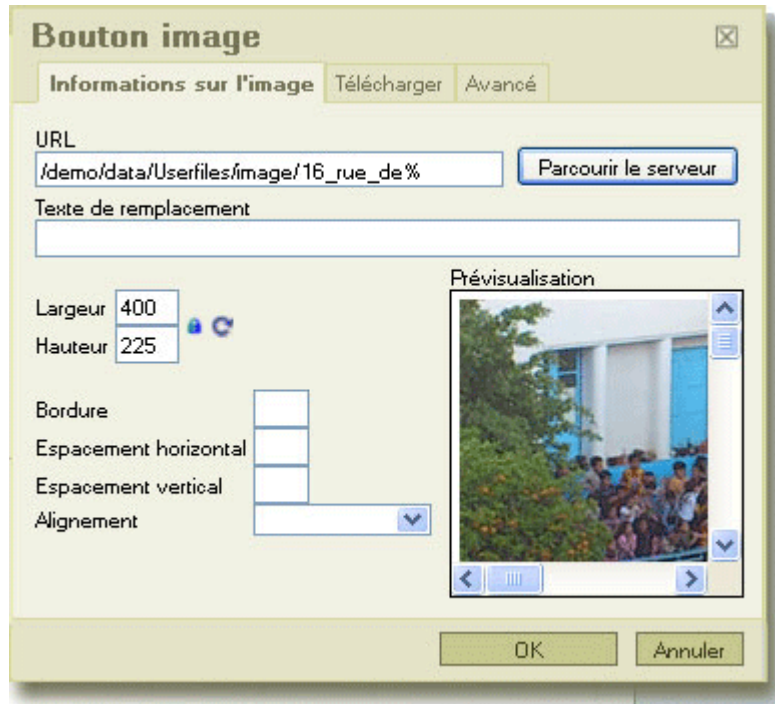 Bouton image
Informations sur l'image Télécharger Avancé
URL
/demo/data/Userfiles/image/16_rue_de% Parcourir le serveur
Texte de remplacement
Prévisualisation
Largeur 400
Hauteur 225
Bordure
Espacement horizontal
Espacement vertical
Alignement
OK Annuler